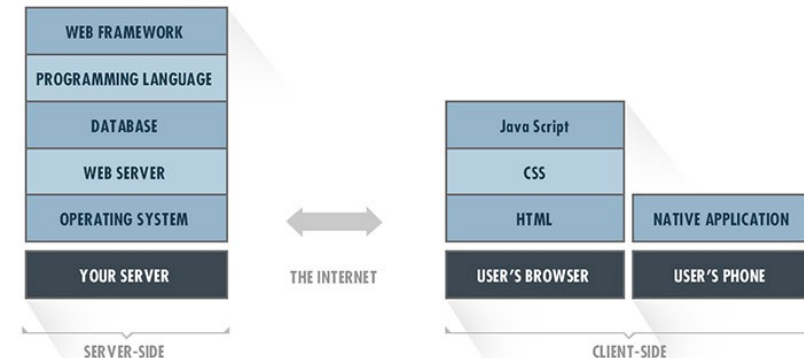 WEB FRAMEWORK
PROGRAMMING LANGUAGE
DATABASE
WEB SERVER
OPERATING SYSTEM
YOUR SERVER
SERVER-SIDE
THE INTERNET
Java Script
CSS
HTML
USER'S BROWSER
NATIVE APPLICATION
USER'S PHONE
CLIENT-SIDE